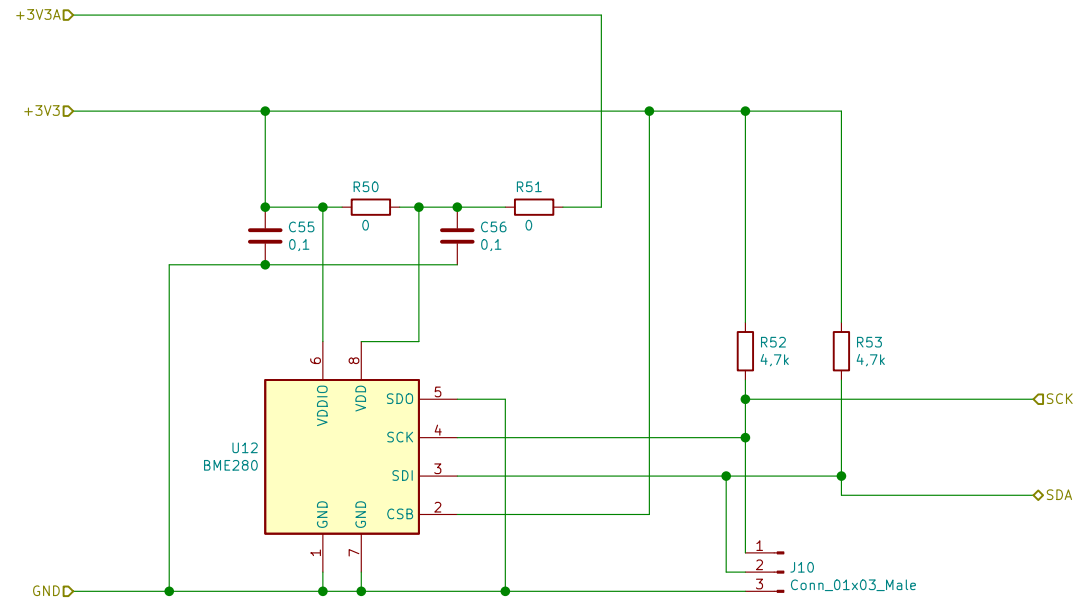 +3V3A
+3V3
R50
0
R51
0
C55
0,1
C56
0,1
R52
4,7k
R53
4,7k
6
8
VDDIO
VDD
SDO
5
SCK
SCK
4
U12
BME280
SDI
3
SDA
GND
GND
CSB
2
1
7
1
2
3
J10
Conn_01x03_Male
GND